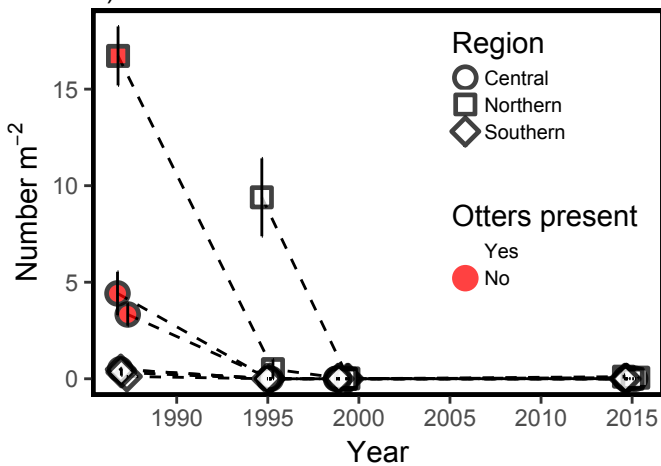 )
Number m⁻²
15
10
5
0
1990
1995
2000
2005
2010
2015
Year
Region
Central
Northern
Southern
Otters present
Yes
No